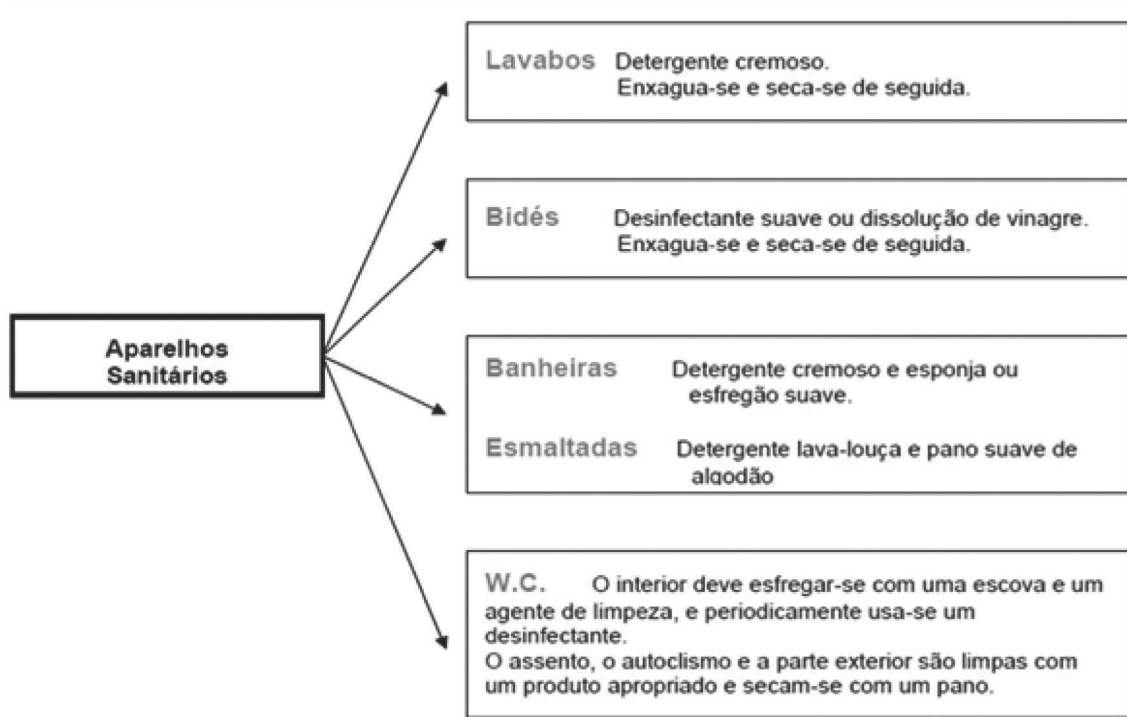 Lavabos Detergente cremoso.
Enxagua-se e seca-se de seguida.
Bidés Desinfectante suave ou dissolução de vinagre.
Enxagua-se e seca-se de seguida.
Aparelhos
Sanitários
Banheiras Detergente cremoso e esponja ou
esfregão suave.
Esmaltadas Detergente lava-louça e pano suave de
algodão
W.C. O interior deve esfregar-se com uma escova e um
agente de limpeza, e periodicamente usa-se um
desinfectante.
O assento, o autoclismo e a parte exterior são limpas com
um produto apropriado e secam-se com um pano.